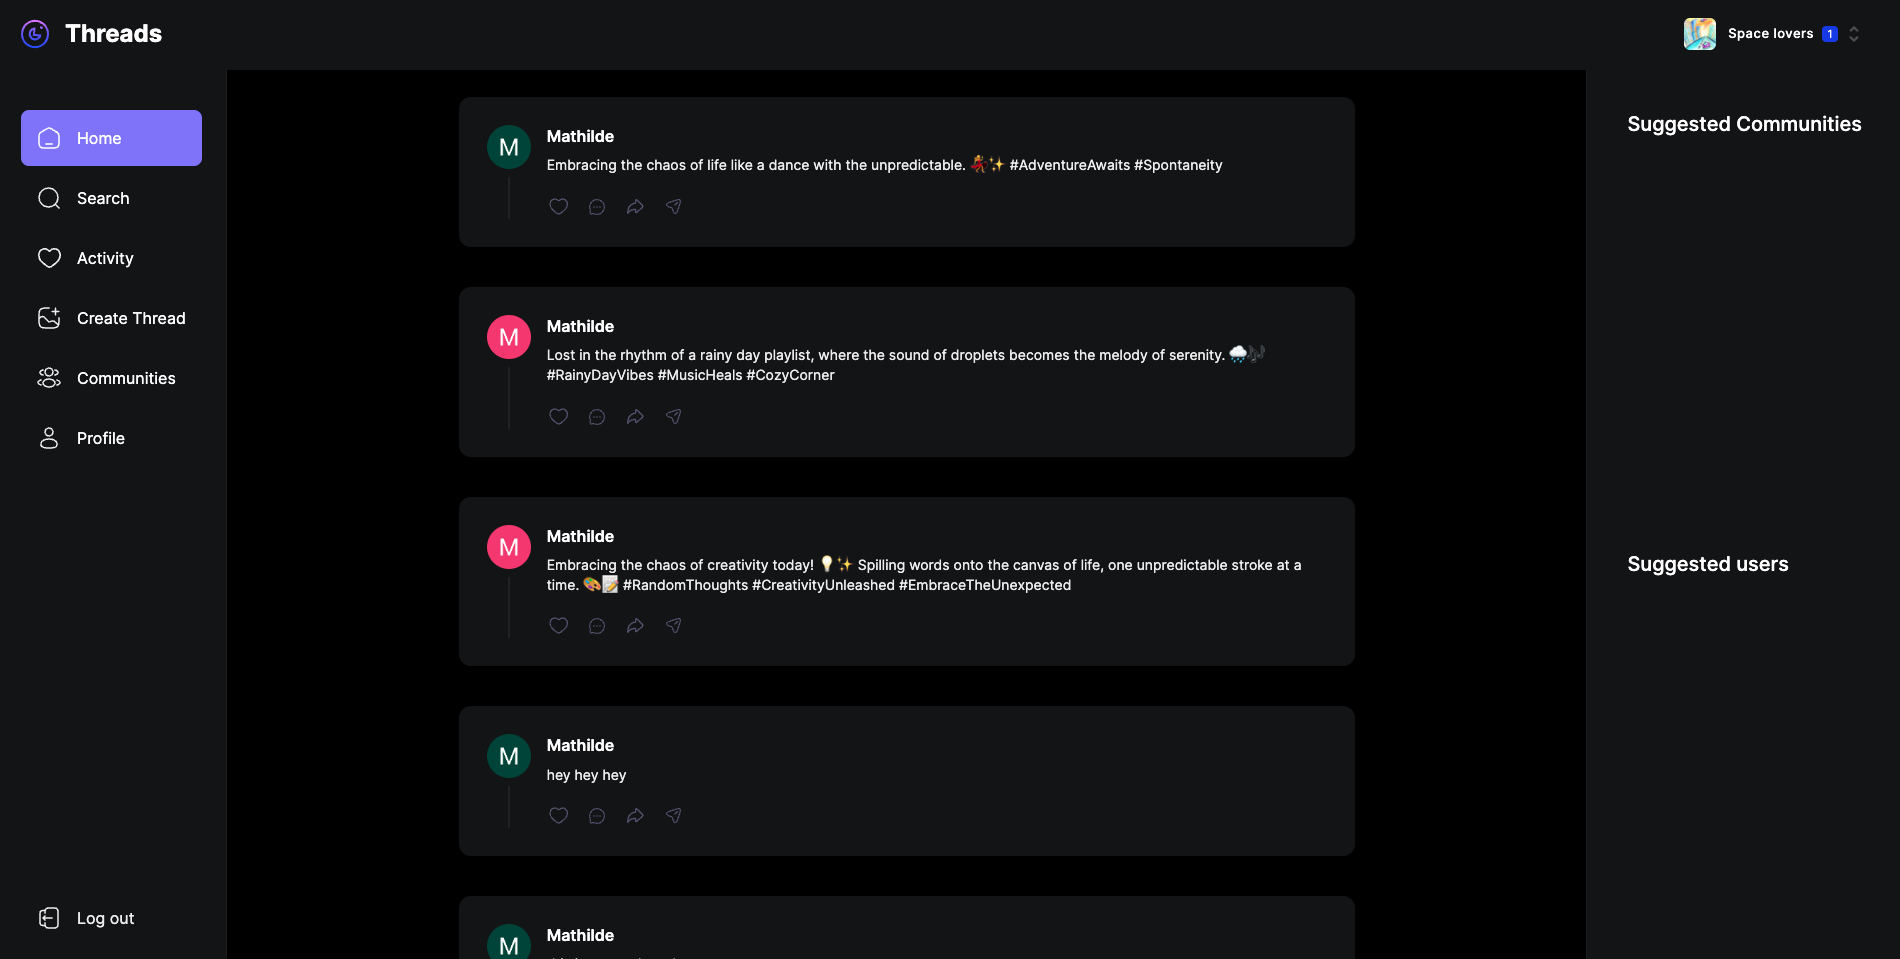 Threads
Space lovers 1
Home
Search
Activity
Create Thread
Communities
Profile
Log out
M
Mathilde
Embracing the chaos of life like a dance with the unpredictable. 💃✨ #AdventureAwaits #Spontaneity
M
Mathilde
Lost in the rhythm of a rainy day playlist, where the sound of droplets becomes the melody of serenity. 🌧️🎶
#RainyDayVibes #MusicHeals #CozyCorner
M
Mathilde
Embracing the chaos of creativity today! 💡✨ Spilling words onto the canvas of life, one unpredictable stroke at a
time. 🎨📝 #RandomThoughts #CreativityUnleashed #EmbraceTheUnexpected
M
Mathilde
hey hey hey
M
Mathilde
Suggested Communities
Suggested users